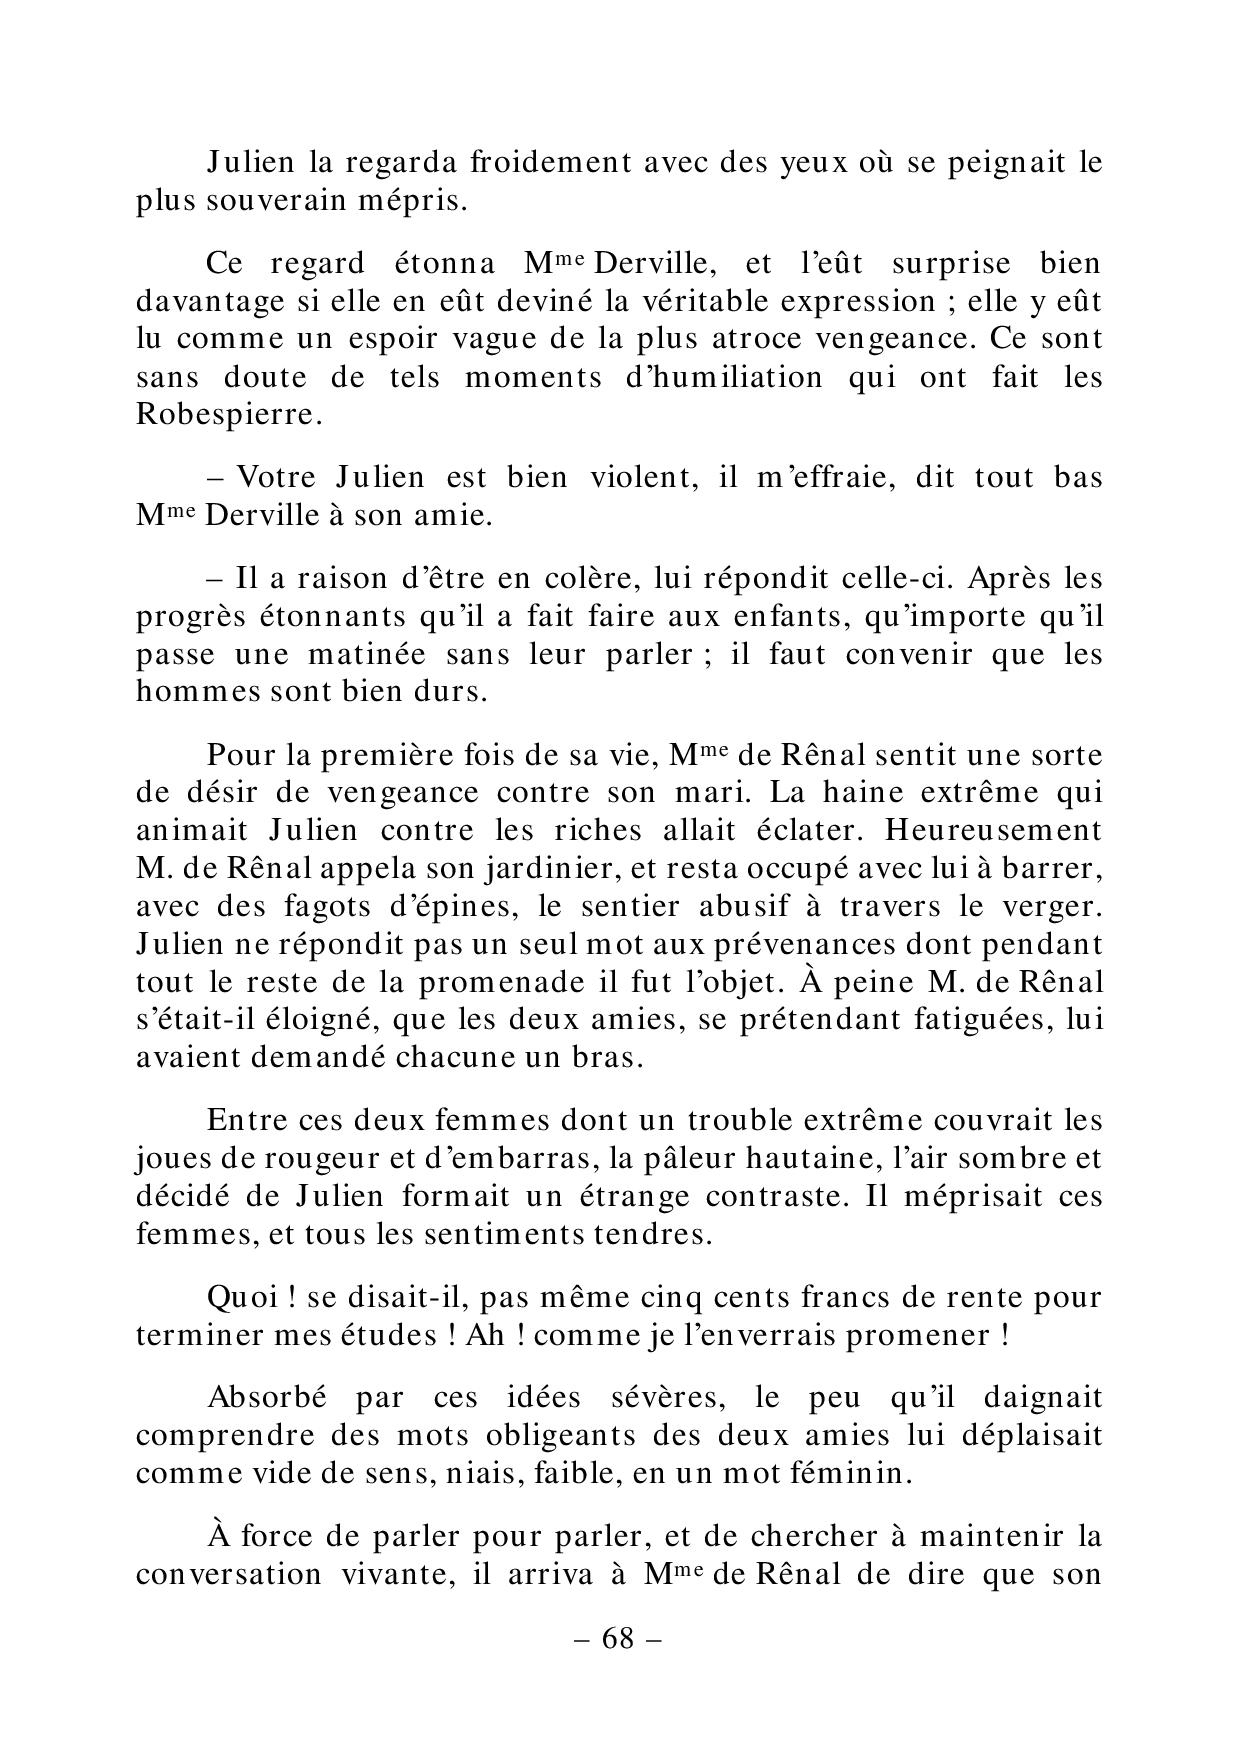 Julien la regarda froidement avec des yeux où se peignait le
plus souverain mépris.
Ce regard étonna Mme Derville, et l’eût surprise bien
davantage si elle en eût deviné la véritable expression ; elle y eût
lu comme un espoir vague de la plus atroce vengeance. Ce sont
sans doute de tels moments d’humiliation qui ont fait les
Robespierre.
– Votre Julien est bien violent, il m’effraie, dit tout bas
Mme Derville à son amie.
– Il a raison d’être en colère, lui répondit celle-ci. Après les
progrès étonnants qu’il a fait faire aux enfants, qu’importe qu’il
passe une matinée sans leur parler ; il faut convenir que les
hommes sont bien durs.
Pour la première fois de sa vie, Mme de Rênal sentit une sorte
de désir de vengeance contre son mari. La haine extrême qui
animait Julien contre les riches allait éclater. Heureusement
M. de Rênal appela son jardinier, et resta occupé avec lui à barrer,
avec des fagots d’épines, le sentier abusif à travers le verger.
Julien ne répondit pas un seul mot aux prévenances dont pendant
tout le reste de la promenade il fut l’objet. À peine M. de Rênal
s’était-il éloigné, que les deux amies, se prétendant fatiguées, lui
avaient demandé chacune un bras.
Entre ces deux femmes dont un trouble extrême couvrait les
joues de rougeur et d’embarras, la pâleur hautaine, l’air sombre et
décidé de Julien formait un étrange contraste. Il méprisait ces
femmes, et tous les sentiments tendres.
Quoi ! se disait-il, pas même cinq cents francs de rente pour
terminer mes études ! Ah ! comme je l’enverrais promener !
Absorbé par ces idées sévères, le peu qu’il daignait
comprendre des mots obligeants des deux amies lui déplaisait
comme vide de sens, niais, faible, en un mot féminin.
À force de parler pour parler, et de chercher à maintenir la
conversation vivante, il arriva à Mme de Rênal de dire que son
– 68 –